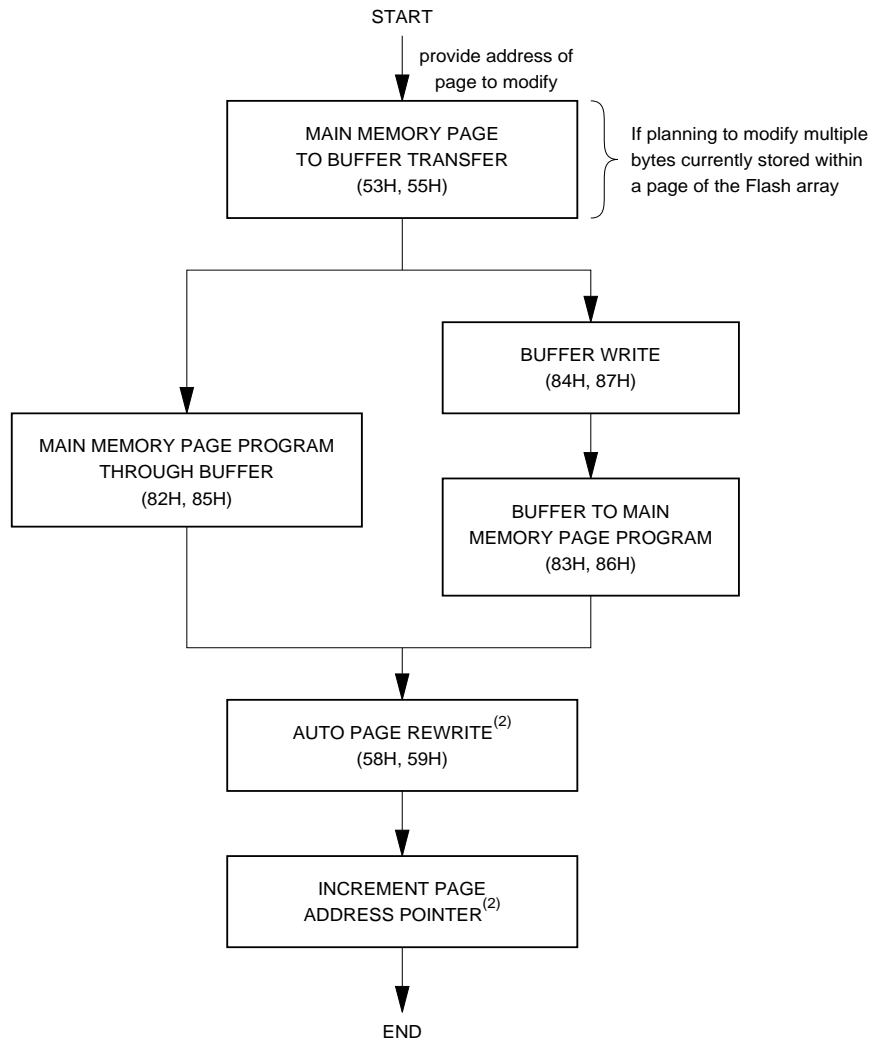 START
provide address of
page to modify
MAIN MEMORY PAGE
TO BUFFER TRANSFER
(53H, 55H)
If planning to modify multiple
bytes currently stored within
a page of the Flash array
BUFFER WRITE
(84H, 87H)
MAIN MEMORY PAGE PROGRAM
THROUGH BUFFER
(82H, 85H)
BUFFER TO MAIN
MEMORY PAGE PROGRAM
(83H, 86H)
AUTO PAGE REWRITE(2)
(58H, 59H)
INCREMENT PAGE
ADDRESS POINTER(2)
END